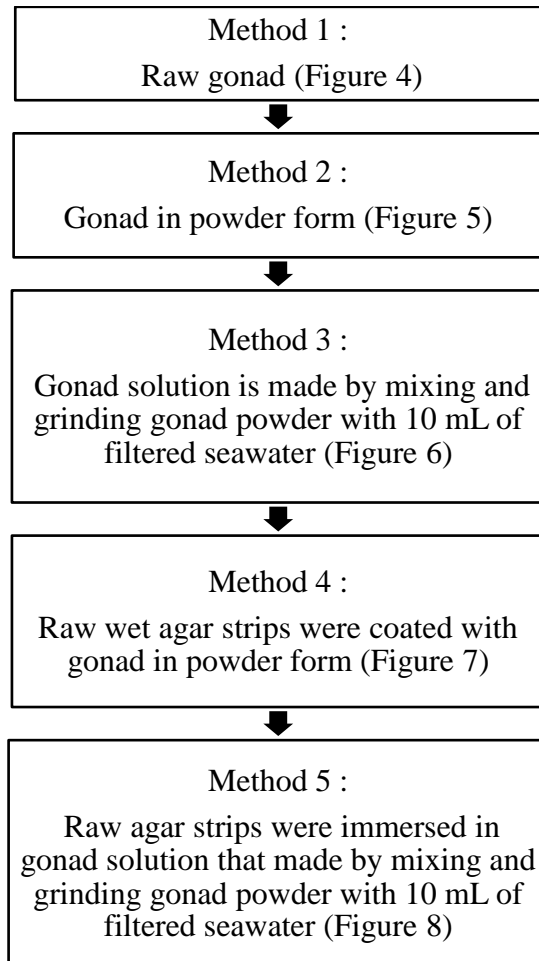 Method 1 :
Raw gonad (Figure 4)
Method 2 :
Gonad in powder form (Figure 5)
Method 3 :
Gonad solution is made by mixing and
grinding gonad powder with 10 mL of
filtered seawater (Figure 6)
Method 4 :
Raw wet agar strips were coated with
gonad in powder form (Figure 7)
Method 5 :
Raw agar strips were immersed in
gonad solution that made by mixing and
grinding gonad powder with 10 mL of
filtered seawater (Figure 8)